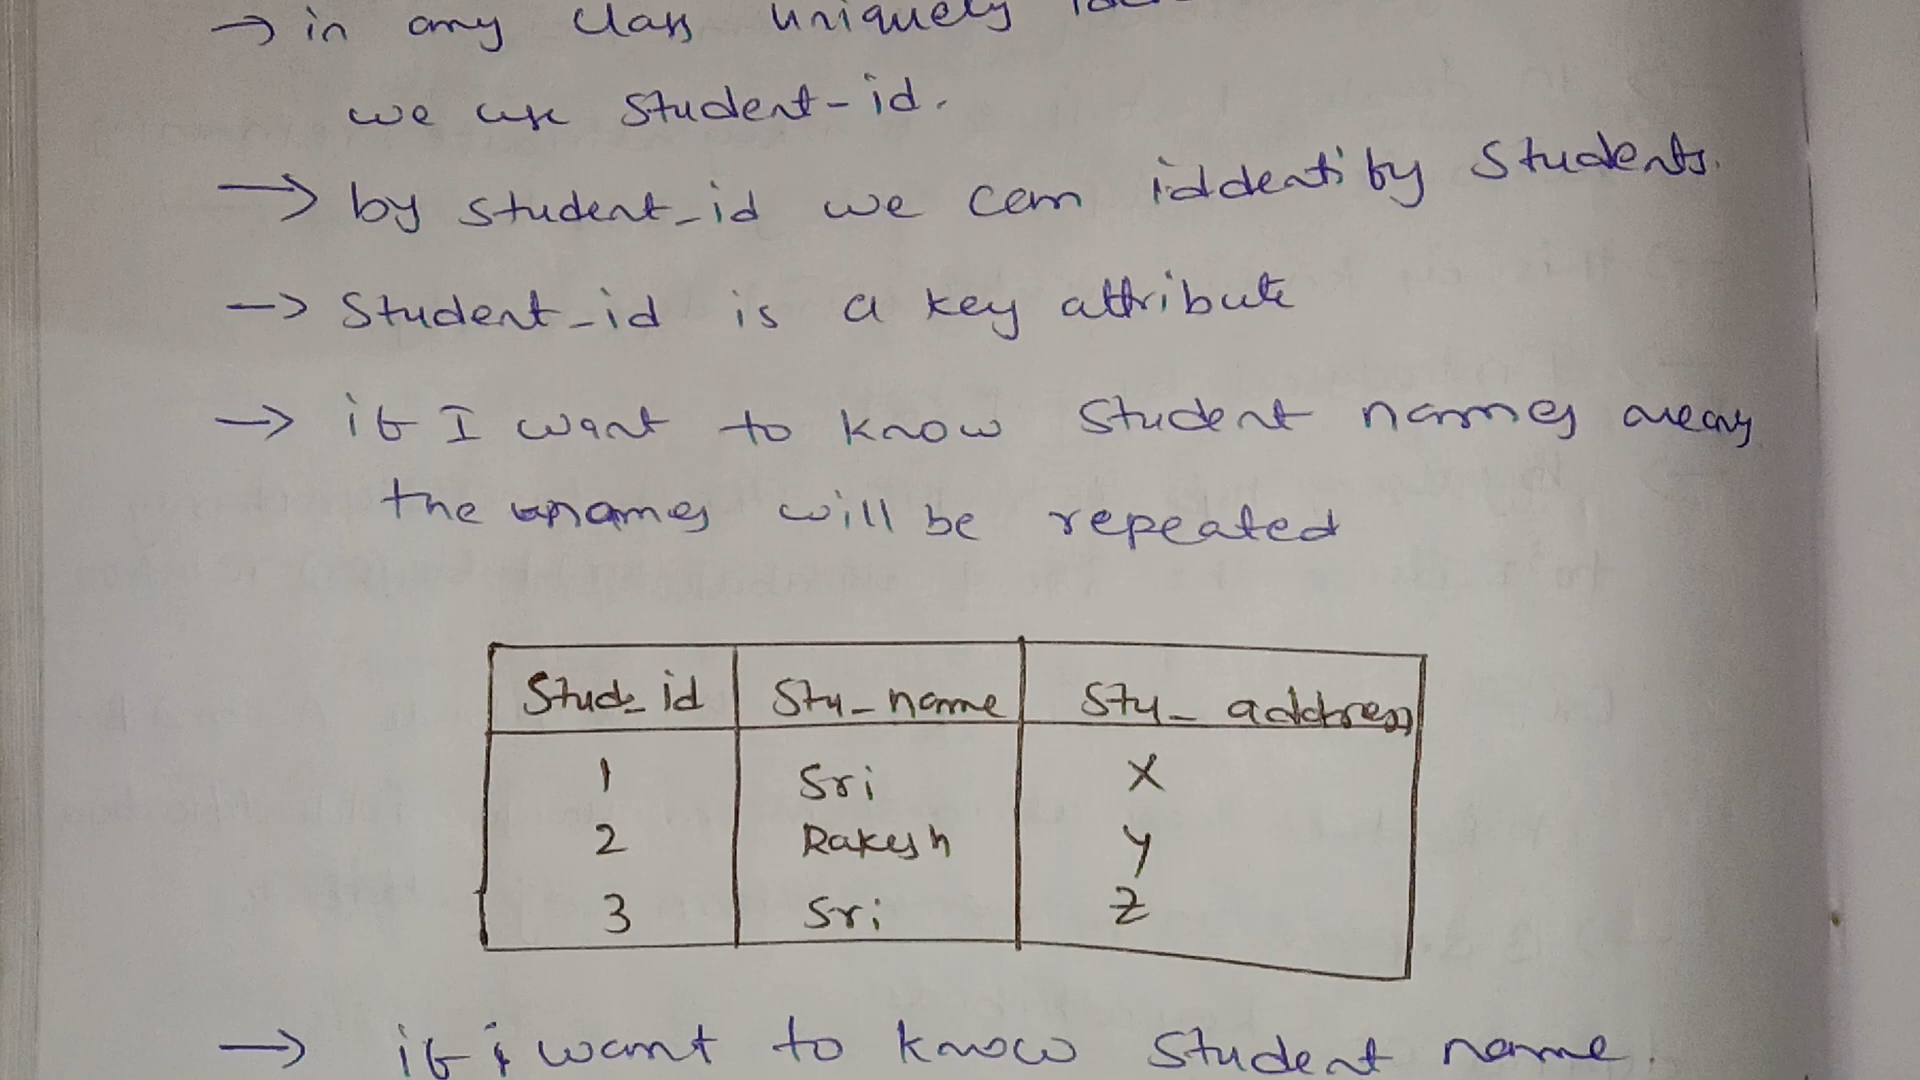 → in any class uniquely
we use Student-id.
→ by student_id we can iddentify Students.
→ Student_id is a key attribute
→ if I want to know Student names
the names will be repeated
Stud_id Stu_name Stu_address
1 Sri X
2 Rakesh Y
3 Sri Z
→ if i want to know Student name.